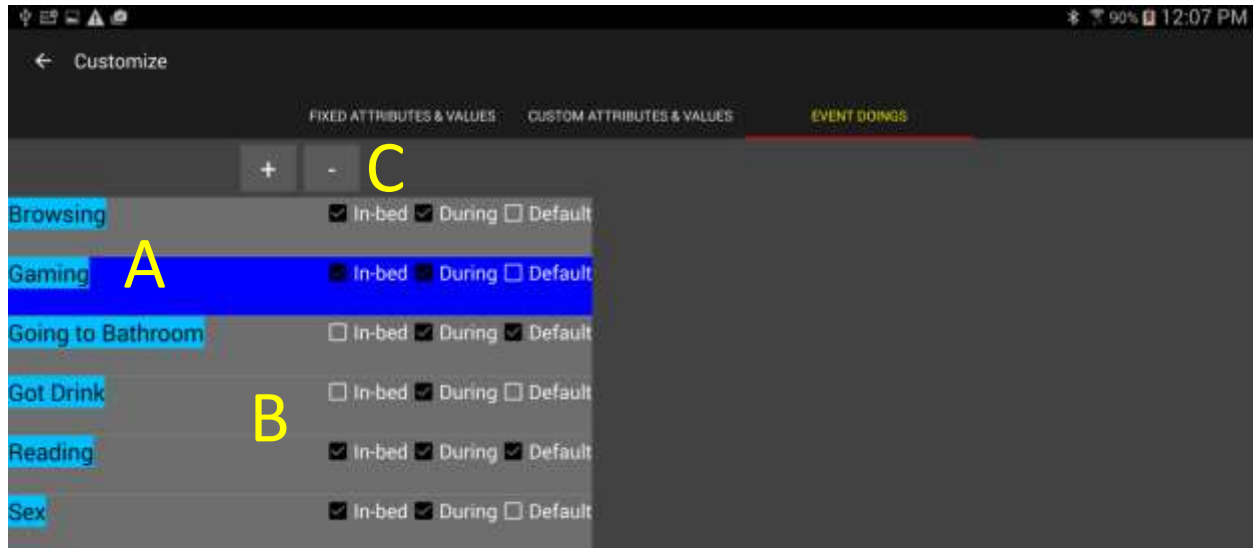 90% 12:07 PM
Customize
FIXED ATTRIBUTES & VALUES CUSTOM ATTRIBUTES & VALUES EVENT DOINGS
+ - C
Browsing In-bed During Default
A
Gaming In-bed During Default
Going to Bathroom In-bed During Default
Got Drink In-bed During Default
B
Reading In-bed During Default
Sex In-bed During Default